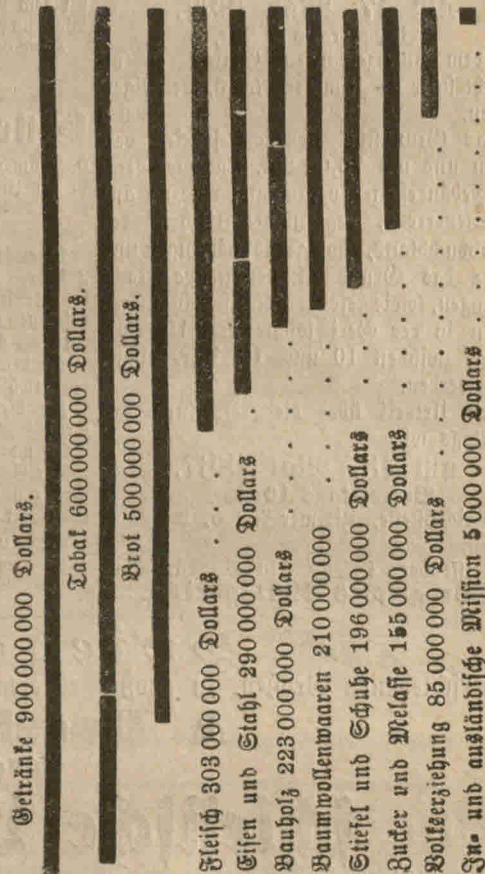 Getränke 900 000 000 Dollars.
Tabak 600 000 000 Dollars.
Brot 500 000 000 Dollars.
Fleisch 303 000 000 Dollars . . .
Eisen und Stahl 290 000 000 Dollars .
Bauholz 223 000 000 Dollars . . . . .
Baumwollenwaaren 210 000 000 . . . . .
Stiefel und Schuhe 196 000 000 Dollars . . .
Zucker vnd Melasse 155 000 000 Dollars . . . . .
Volkserziehung 85 000 000 Dollars . . . . . . . . .
In- und ausländische Mission 5 000 000 Dollars . . . . . . . .